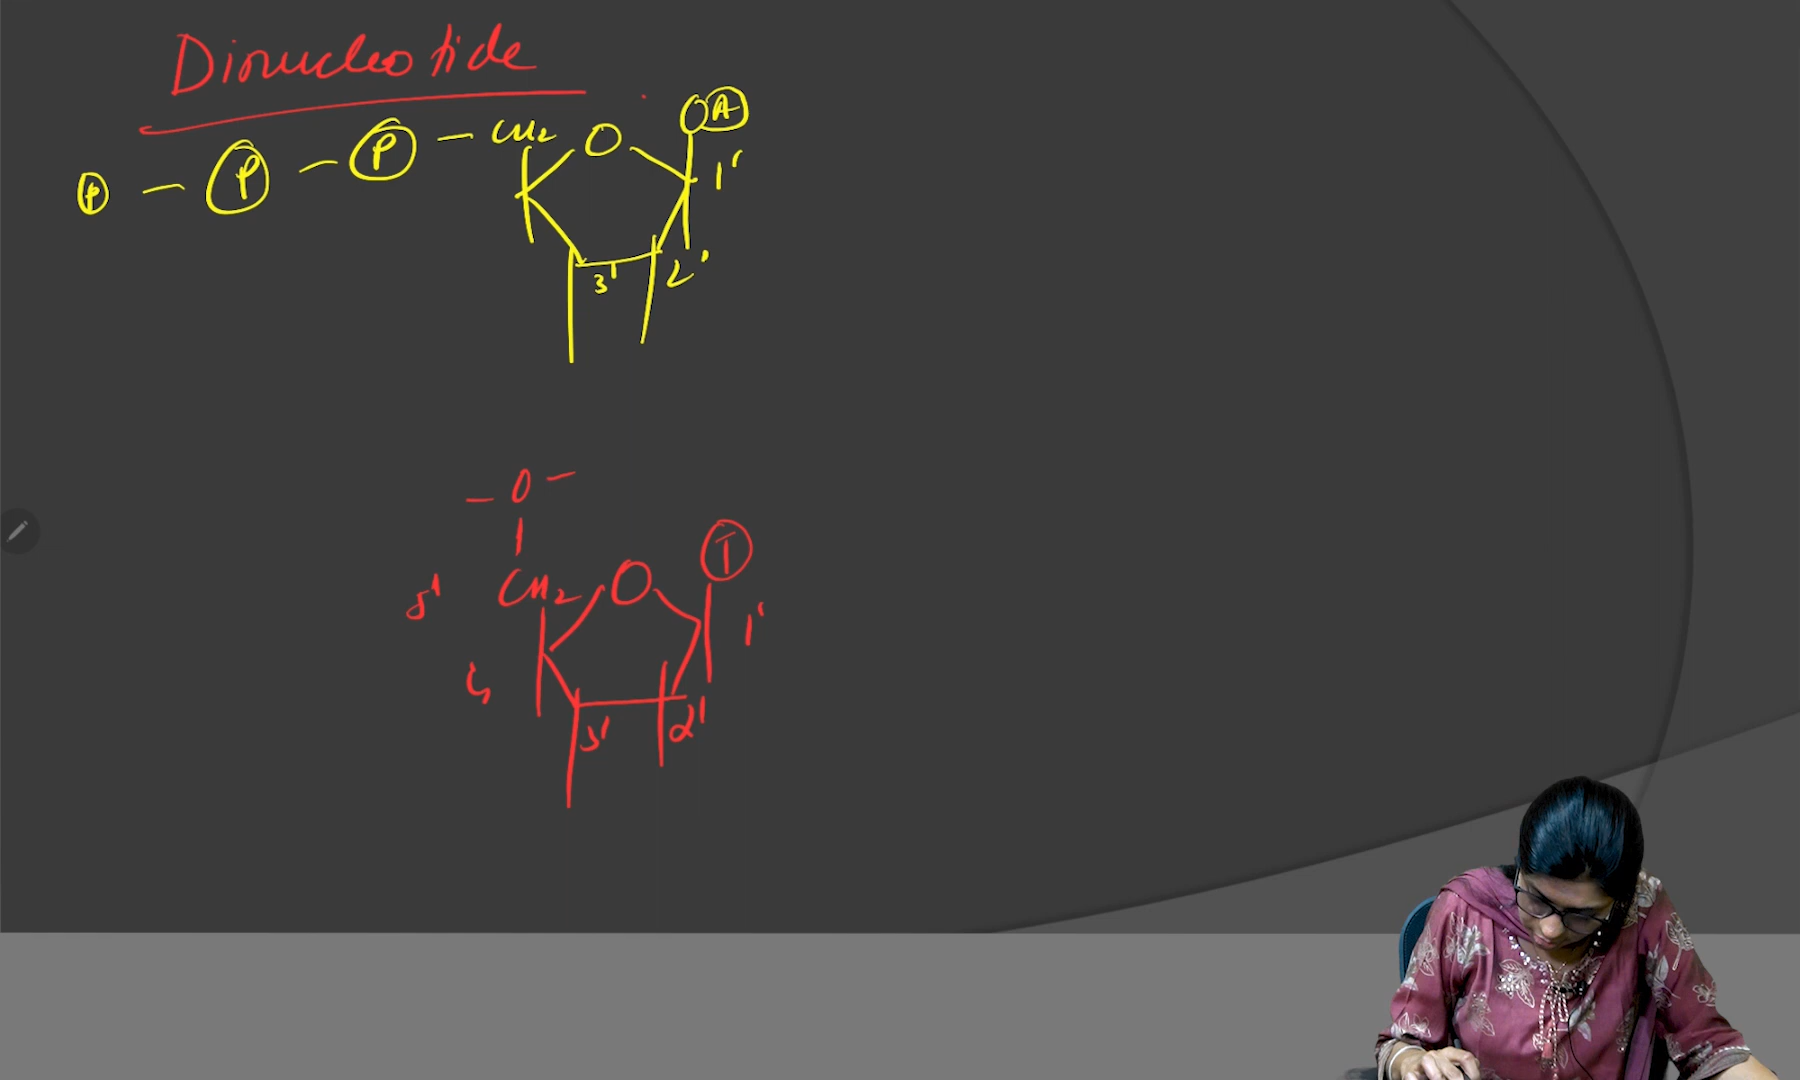 Dinucleotide
P - P - P - CH2 O O A
1'
3' 2'
- O -
T
5' CH2 O
1'
4
3' 2'